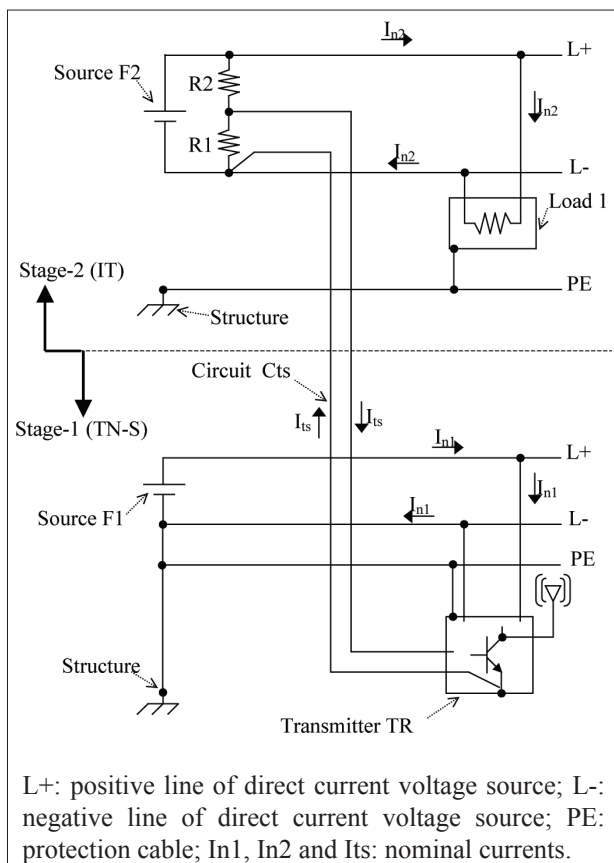 In2
L+
Source F2
R2
In2
R1
In2
L-
Load 1
Stage-2 (IT)
PE
Structure
Circuit Cts
Stage-1 (TN-S)
Its
Its
In1
L+
In1
Source F1
In1
L-
PE
Structure
Transmitter TR
L+: positive line of direct current voltage source; L-:
negative line of direct current voltage source; PE:
protection cable; In1, In2 and Its: nominal currents.